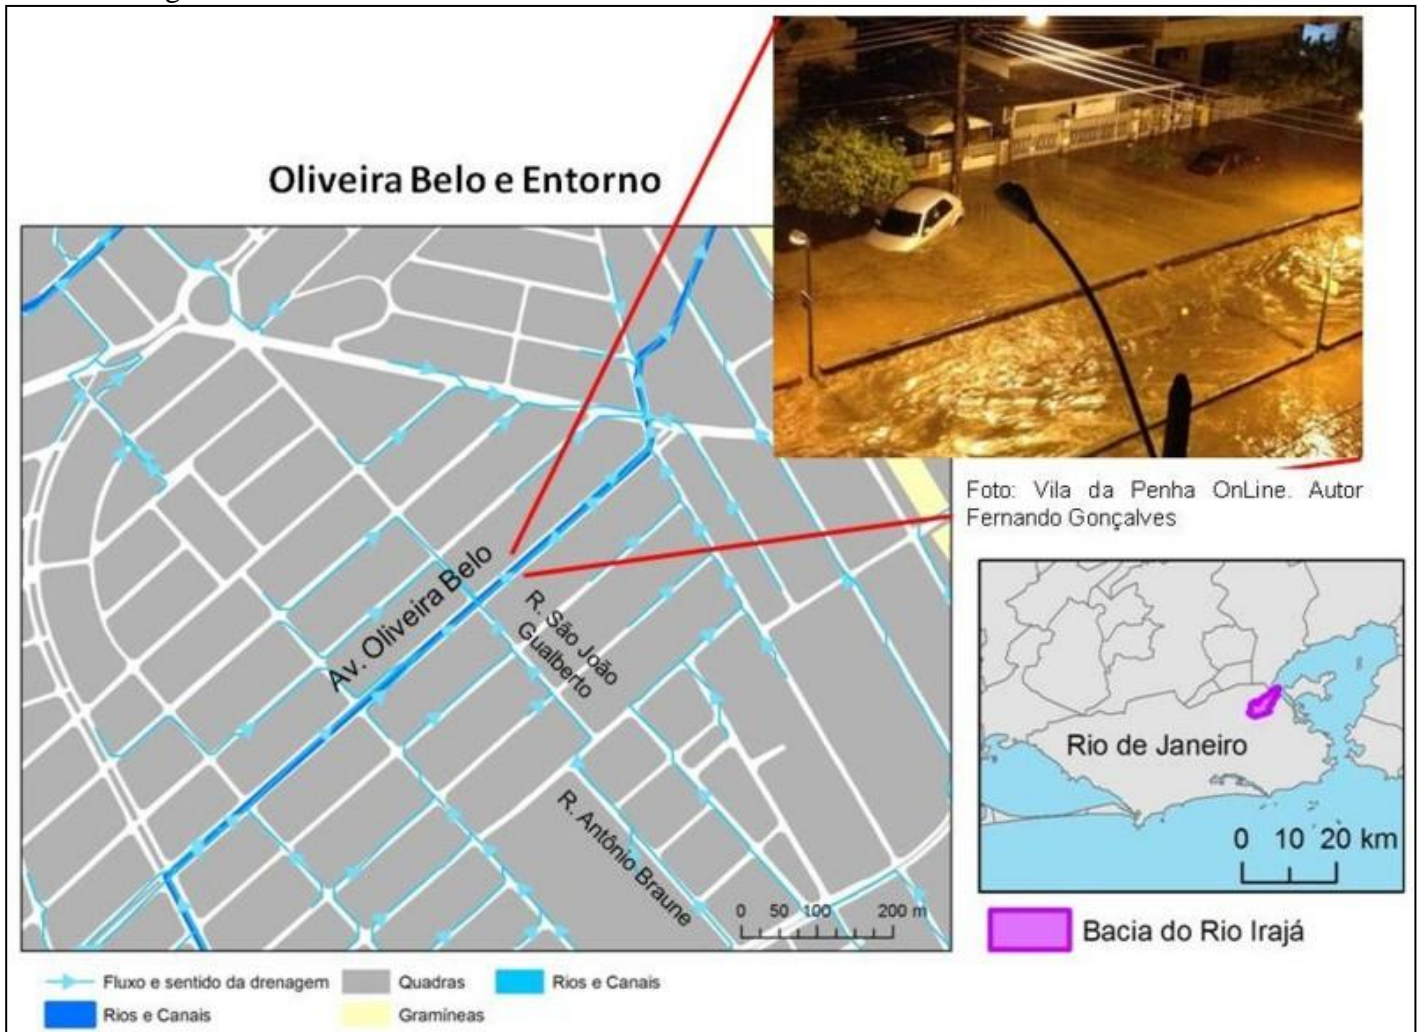 Oliveira Belo e Entorno
Av. Oliveira Belo
R. São João
Gualberto
R. Antônio Braune
0 50 100 200 m
Foto: Vila da Penha OnLine. Autor
Fernando Gonçalves
Rio de Janeiro
0 10 20 km
Bacia do Rio Irajá
Fluxo e sentido da drenagem
Quadras
Rios e Canais
Rios e Canais
Gramíneas